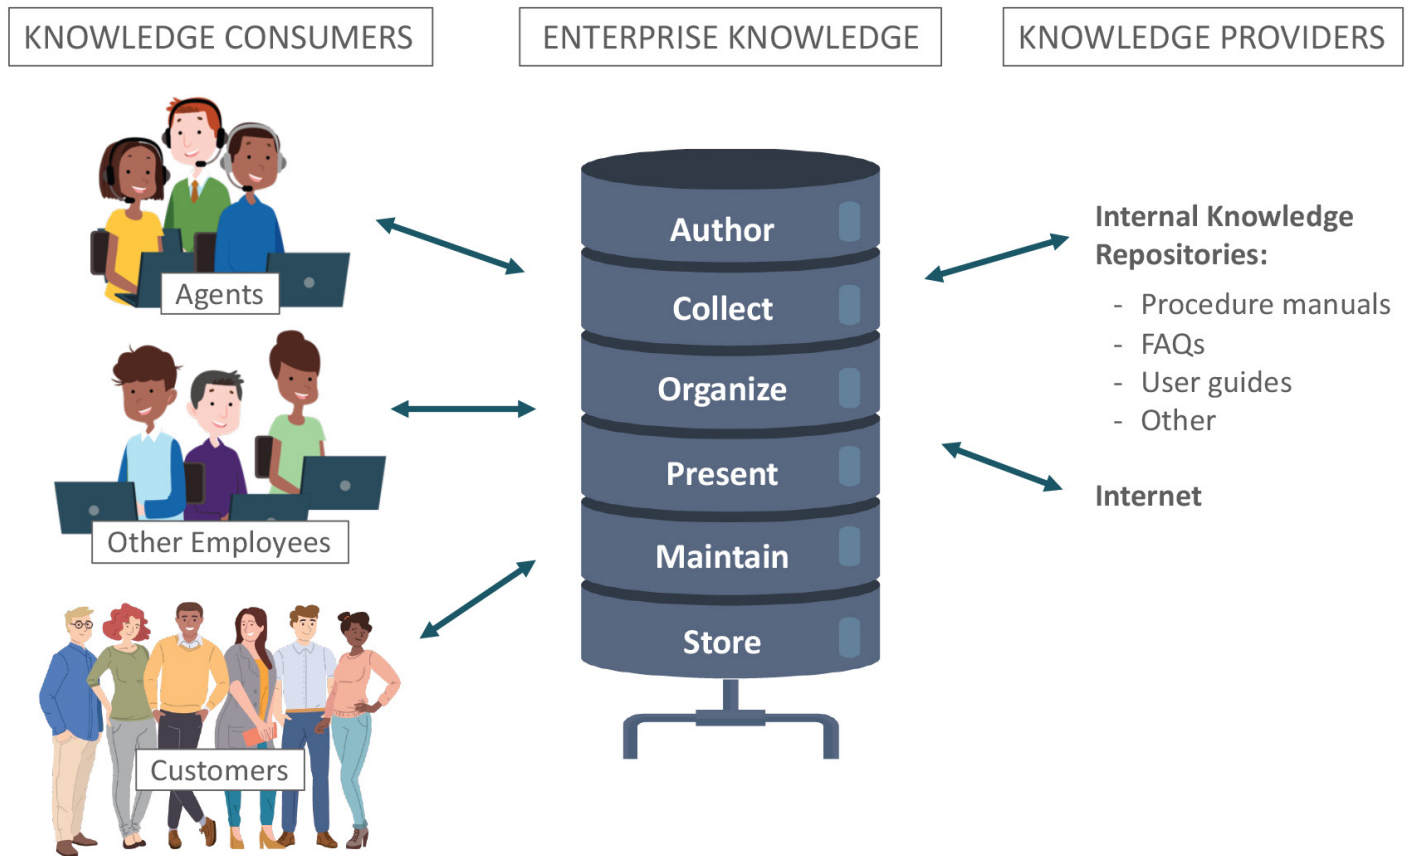 KNOWLEDGE CONSUMERS
ENTERPRISE KNOWLEDGE
KNOWLEDGE PROVIDERS
Agents
Other Employees
Customers
Author
Collect
Organize
Present
Maintain
Store
Internal Knowledge
Repositories:
- Procedure manuals
- FAQs
- User guides
- Other
Internet